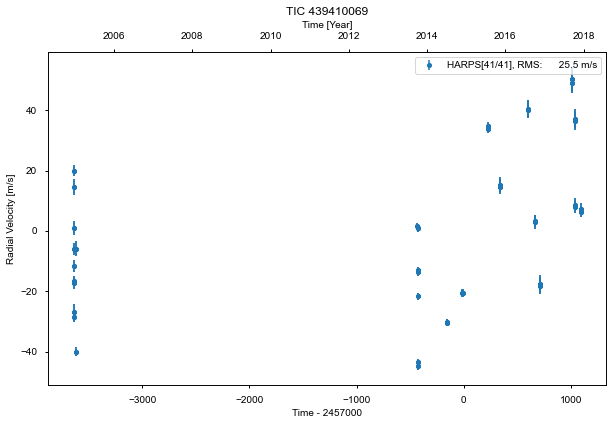 TIC 439410069
Time [Year]
2006 2008 2010 2012 2014 2016 2018
HARPS[41/41], RMS: 25.5 m/s
Radial Velocity [m/s]
40
20
0
−20
−40
−3000 −2000 −1000 0 1000
Time - 2457000